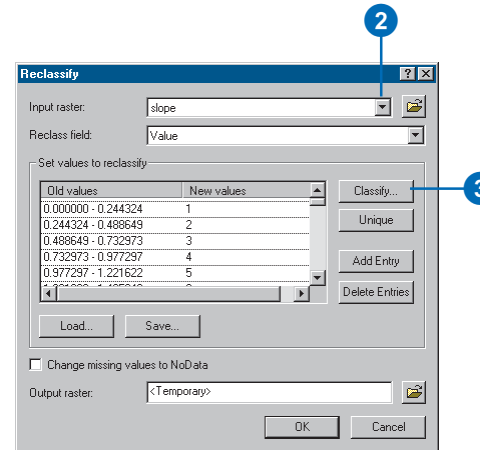 2
Reclassify
Input raster: slope
Reclass field: Value
Set values to reclassify
Old values New values
0.000000 - 0.244324 1
0.244324 - 0.488649 2
0.488649 - 0.732973 3
0.732973 - 0.977297 4
0.977297 - 1.221622 5
Classify... 3
Unique
Add Entry
Delete Entries
Load... Save...
Change missing values to NoData
Output raster: <Temporary>
OK Cancel